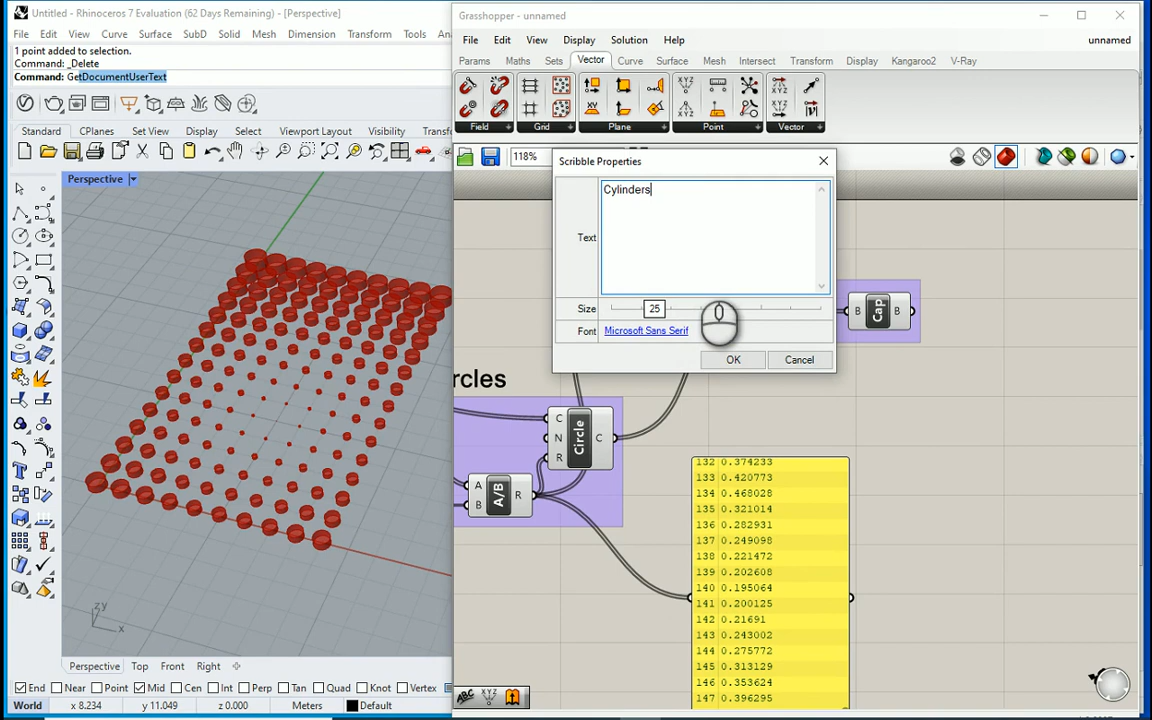 Untitled - Rhinoceros 7 Evaluation (62 Days Remaining) - [Perspective]
File Edit View Curve Surface SubD Solid Mesh Dimension Transform Tools
1 point added to selection.
Command: _Delete
Command: GetDocumentUserText
Standard CPlanes Set View Display Select Viewport Layout Visibility Transf
Perspective
zy
x
Perspective Top Front Right
End Near Point Mid Cen Int Perp Tan Quad Knot Vertex
World x 8.234 y 11.049 z 0.000 Meters Default
Grasshopper - unnamed
File Edit View Display Solution Help unnamed
Params Maths Sets Vector Curve Surface Mesh Intersect Transform Display Kangaroo2 V-Ray
Field Grid Plane Point Vector
118%
Scribble Properties
Text
Cylinders
Size 25
Font Microsoft Sans Serif
OK Cancel
B Cap B
rcles
C
N
R
Circle
C
A
B
A/B
R
132 0.374233
133 0.420773
134 0.468028
135 0.321014
136 0.282931
137 0.249098
138 0.221472
139 0.202608
140 0.195064
141 0.200125
142 0.21691
143 0.243002
144 0.275772
145 0.313129
146 0.353624
147 0.396295